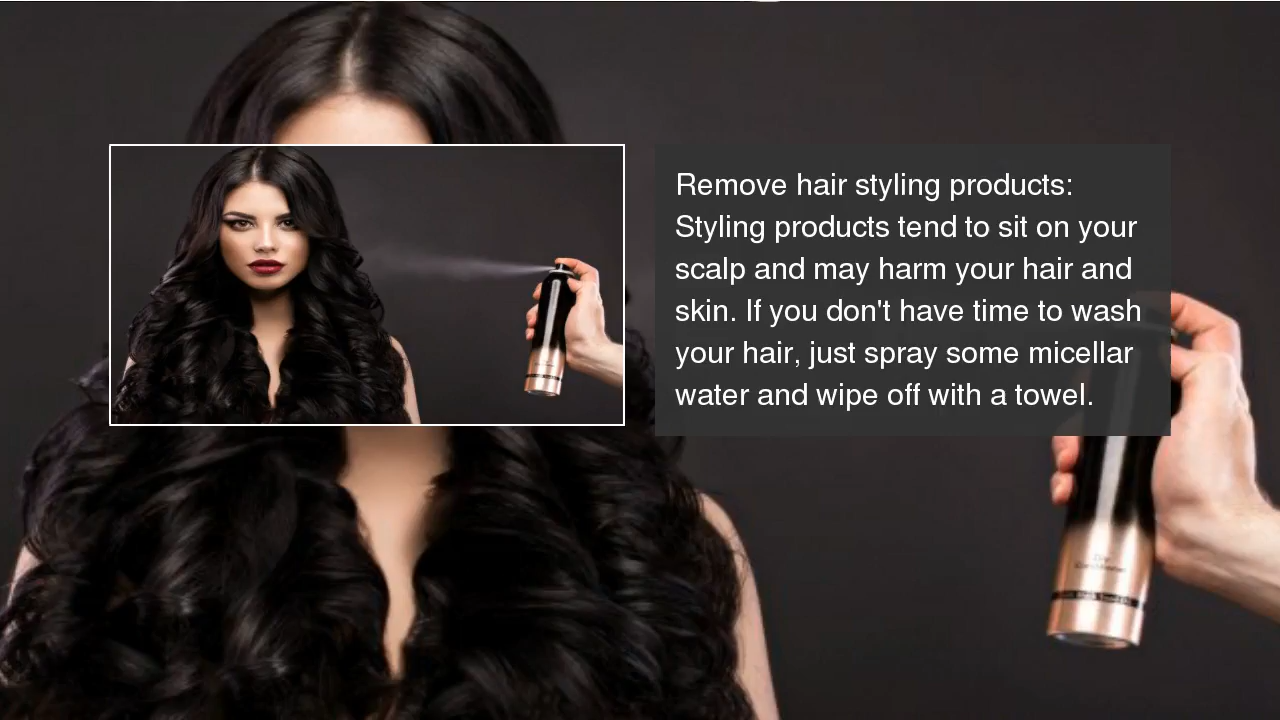 Remove hair styling products:
Styling products tend to sit on your
scalp and may harm your hair and
skin. If you don't have time to wash
your hair, just spray some micellar
water and wipe off with a towel.